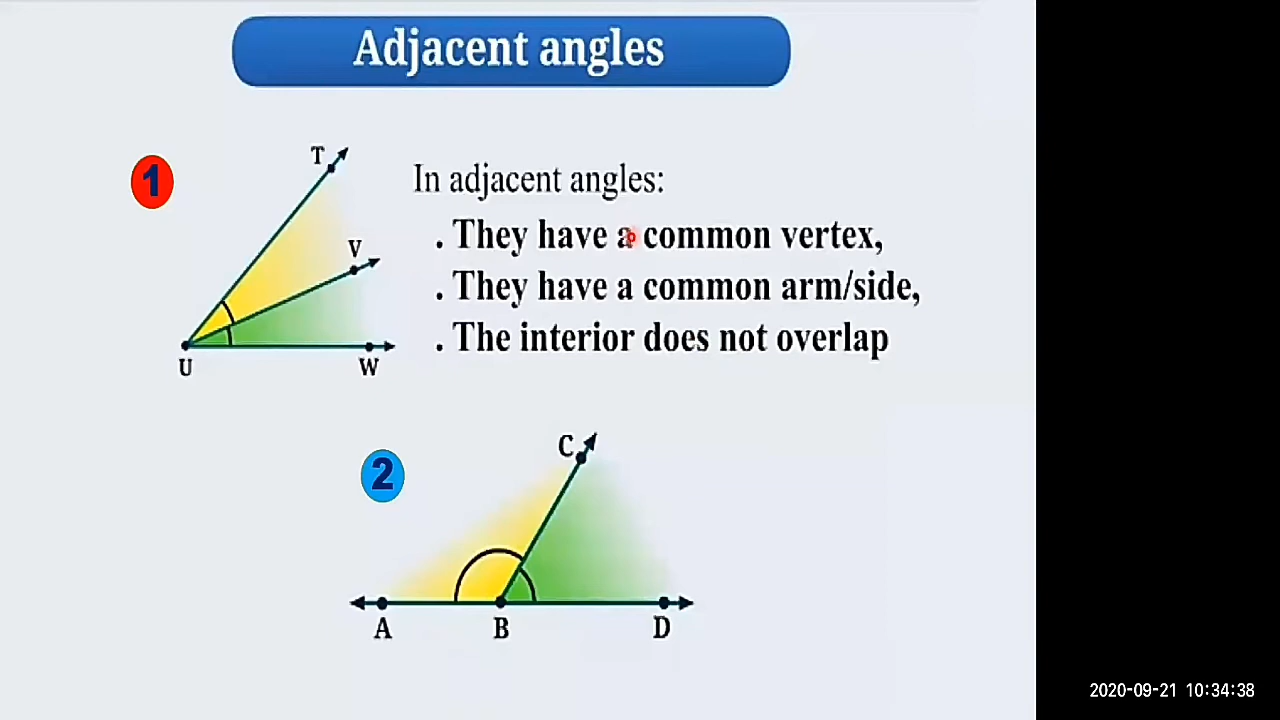 Adjacent angles
1
T
V
U
W
In adjacent angles:
. They have a common vertex,
. They have a common arm/side,
. The interior does not overlap
2
C
A
B
D
2020-09-21 10:34:38